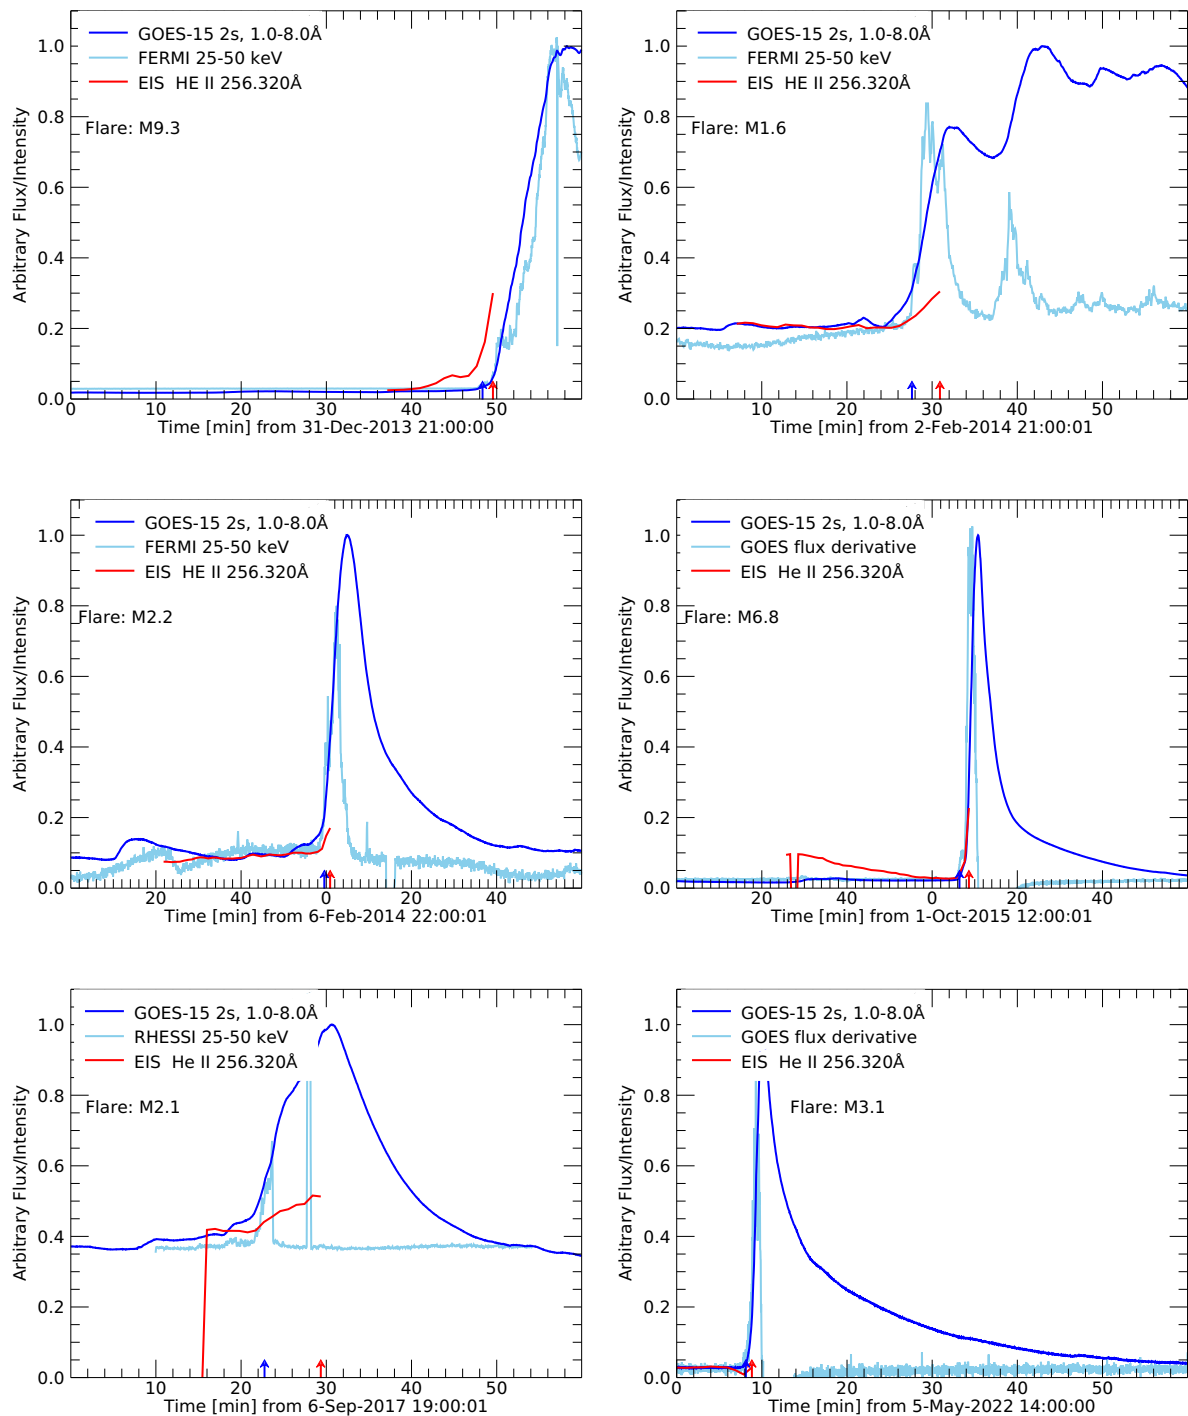 GOES-15 2s, 1.0-8.0Å
FERMI 25-50 keV
EIS HE II 256.320Å
Flare: M9.3
Arbitrary Flux/Intensity
1.0
0.8
0.6
0.4
0.2
0.0
0 10 20 30 40 50
Time [min] from 31-Dec-2013 21:00:00
GOES-15 2s, 1.0-8.0Å
FERMI 25-50 keV
EIS HE II 256.320Å
Flare: M1.6
Arbitrary Flux/Intensity
1.0
0.8
0.6
0.4
0.2
0.0
0 10 20 30 40 50
Time [min] from 2-Feb-2014 21:00:01
GOES-15 2s, 1.0-8.0Å
FERMI 25-50 keV
EIS HE II 256.320Å
Flare: M2.2
Arbitrary Flux/Intensity
1.0
0.8
0.6
0.4
0.2
0.0
20 40 0 20 40
Time [min] from 6-Feb-2014 22:00:01
GOES-15 2s, 1.0-8.0Å
GOES flux derivative
EIS He II 256.320Å
Flare: M6.8
Arbitrary Flux/Intensity
1.0
0.8
0.6
0.4
0.2
0.0
20 40 0 20 40
Time [min] from 1-Oct-2015 12:00:01
GOES-15 2s, 1.0-8.0Å
RHESSI 25-50 keV
EIS He II 256.320Å
Flare: M2.1
Arbitrary Flux/Intensity
1.0
0.8
0.6
0.4
0.2
0.0
10 20 30 40 50
Time [min] from 6-Sep-2017 19:00:01
GOES-15 2s, 1.0-8.0Å
GOES flux derivative
EIS He II 256.320Å
Flare: M3.1
Arbitrary Flux/Intensity
1.0
0.8
0.6
0.4
0.2
0.0
0 10 20 30 40 50
Time [min] from 5-May-2022 14:00:00